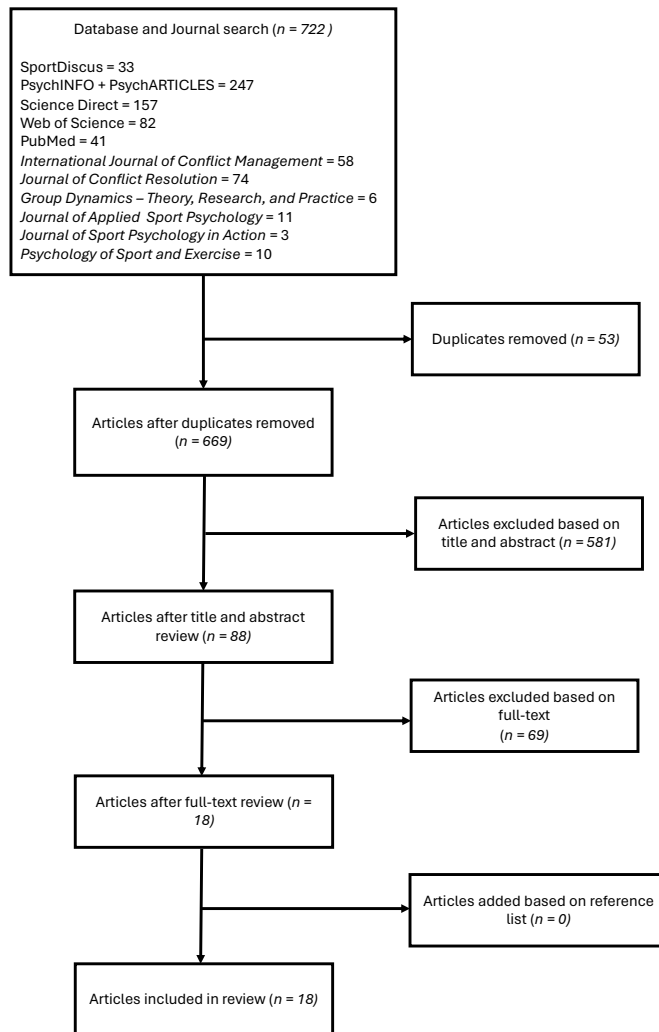 Database and Journal search (n = 722 )
SportDiscus = 33
PsychINFO + PsychARTICLES = 247
Science Direct = 157
Web of Science = 82
PubMed = 41
International Journal of Conflict Management = 58
Journal of Conflict Resolution = 74
Group Dynamics – Theory, Research, and Practice = 6
Journal of Applied Sport Psychology = 11
Journal of Sport Psychology in Action = 3
Psychology of Sport and Exercise = 10
Duplicates removed (n = 53)
Articles after duplicates removed
(n = 669)
Articles excluded based on
title and abstract (n = 581)
Articles after title and abstract
review (n = 88)
Articles excluded based on
full-text
(n = 69)
Articles after full-text review (n =
18)
Articles added based on reference
list (n = 0)
Articles included in review (n = 18)